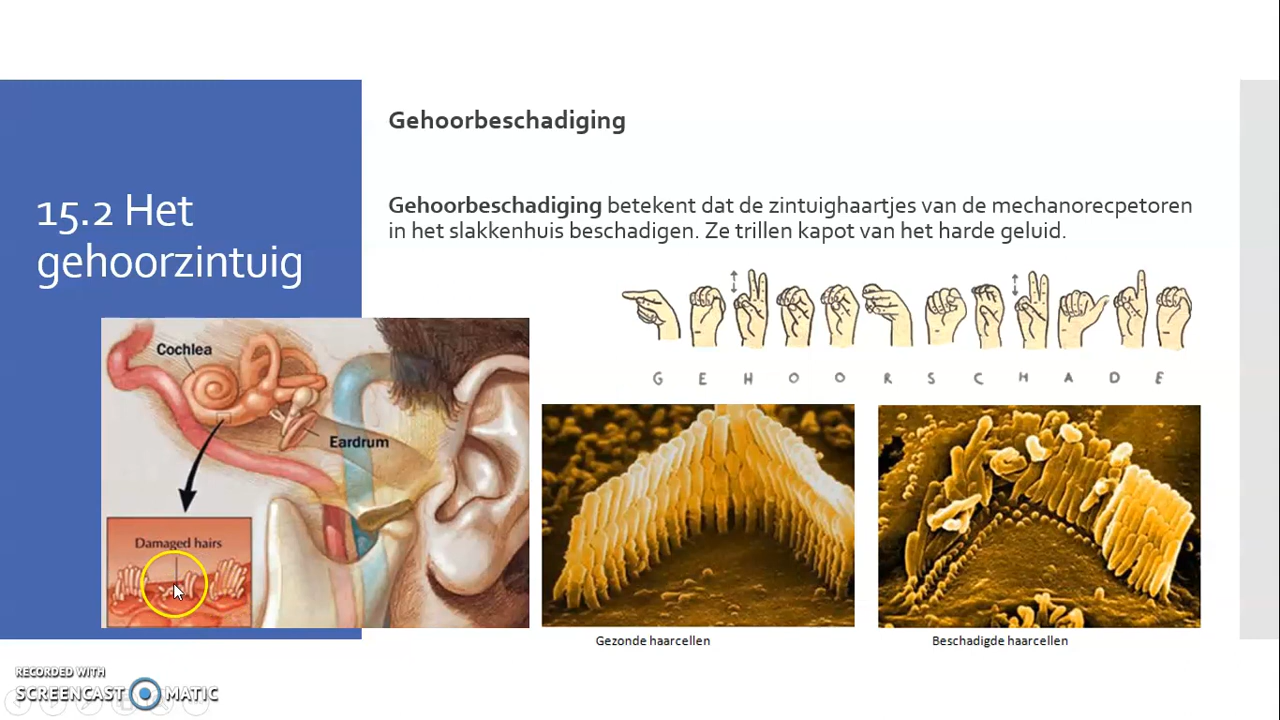 Gehoorbeschadiging
15.2 Het
gehoorzintuig
Gehoorbeschadiging betekent dat de zintuighaartjes van de mechanorecpetoren
in het slakkenhuis beschadigen. Ze trillen kapot van het harde geluid.
G E H O O R S C H A D E
Cochlea
Eardrum
Damaged hairs
Gezonde haarcellen
Beschadigde haarcellen
RECORDED WITH
SCREENCAST MATIC